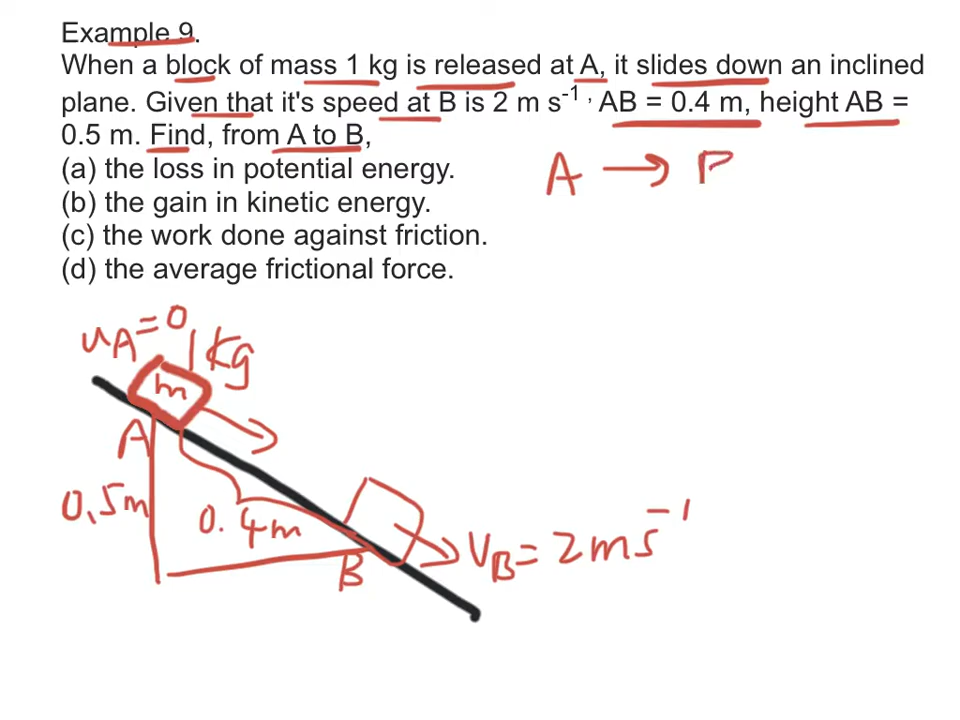 Example 9.
When a block of mass 1 kg is released at A, it slides down an inclined
plane. Given that it's speed at B is 2 m s⁻¹, AB = 0.4 m, height AB =
0.5 m. Find, from A to B,
(a) the loss in potential energy.
(b) the gain in kinetic energy.
(c) the work done against friction.
(d) the average frictional force.
A → P
uA=0
1kg
m
A
0.5m
0.4m
B
VB=2ms⁻¹